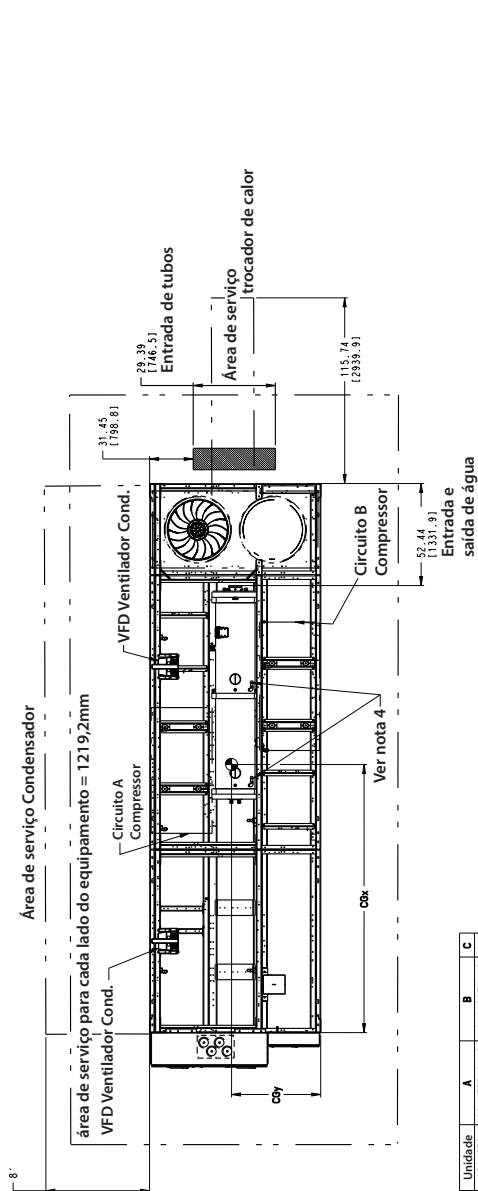 8'
Área de serviço Condensador
área de serviço para cada lado do equipamento = 1219,2mm
VFD Ventilador Cond.
VFD Ventilador Cond.
Circuito A
Compressor
31.45
[798.8]
29.39
[746.5]
Entrada de tubos
Área de serviço
trocador de calor
115.74
[2939.9]
52.44
[1331.9]
Entrada e
saída de água
Circuito B
Compressor
Ver nota 4
CGx
CGy
Unidade A B C